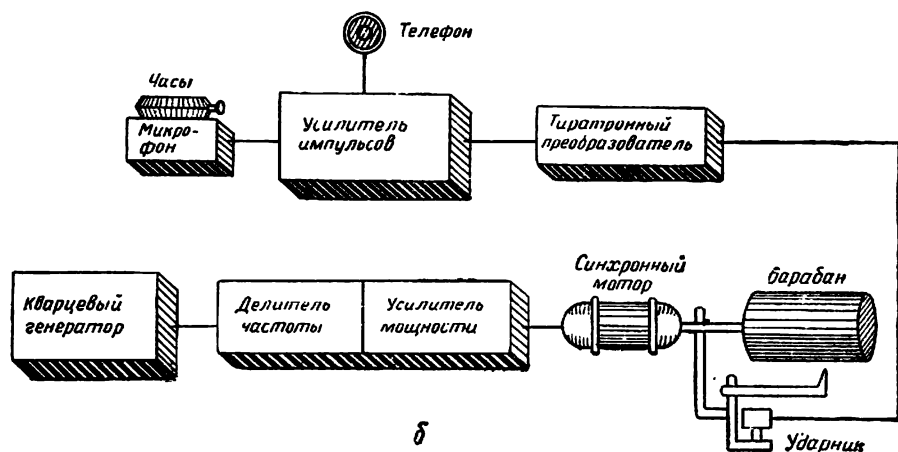 Телефон
Часы
Микро-
фон
Усилитель
импульсов
Тиратронный
преобразователь
Кварцевый
генератор
Делитель
частоты
Усилитель
мощности
Синхронный
мотор
Барабан
Ударник
б